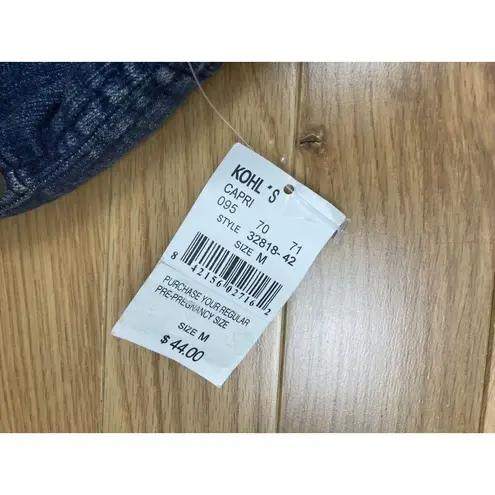 KOHL'S
CAPRI
095 70 71
STYLE 32818-42
SIZE M
8 42156 02716 2
PURCHASE YOUR REGULAR
PRE-PREGNANCY SIZE
SIZE M
$44.00